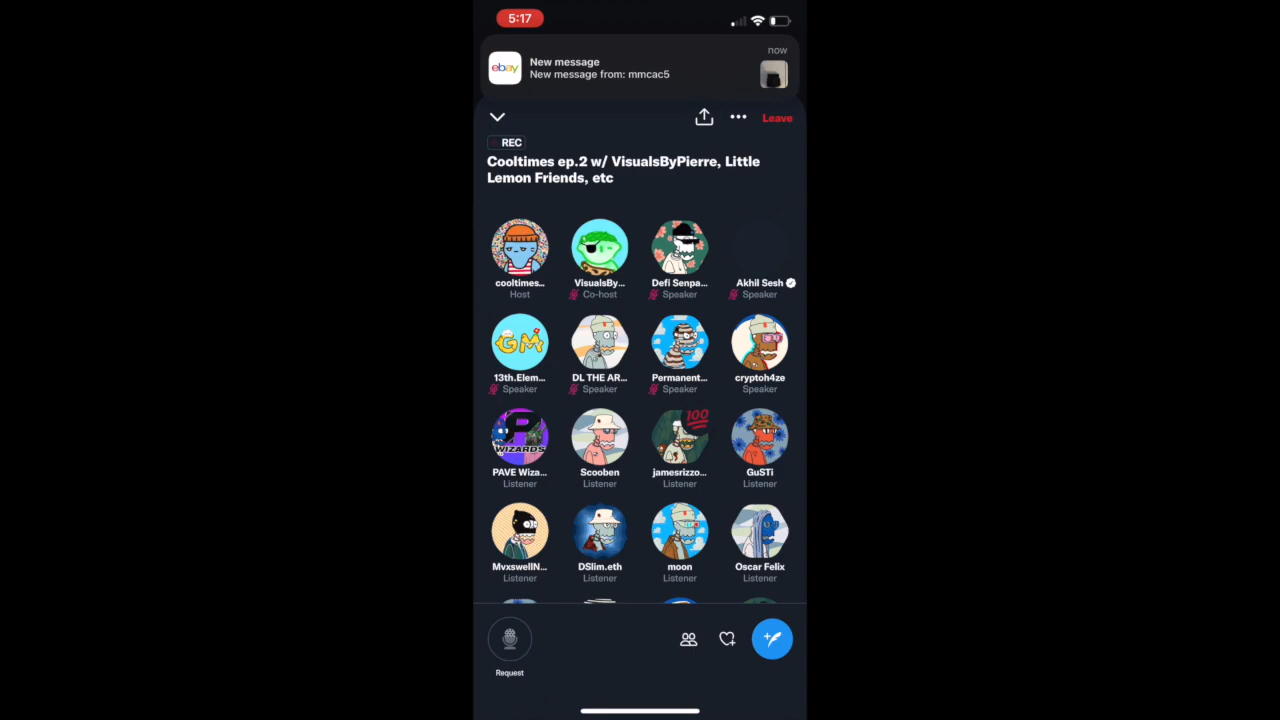 5:17
ebay
New message
New message from: mmcac5
now
Leave
REC
Cooltimes ep.2 w/ VisualsByPierre, Little
Lemon Friends, etc
cooltimes..
Host
VisualsBy...
Co-host
Defi Senpa...
Speaker
Akhil Sesh
Speaker
GM
13th.Elem...
Speaker
DL THE AR...
Speaker
Permanent...
Speaker
cryptoh4ze
Speaker
P
WIZARDS
PAVE Wiza...
Listener
Scooben
Listener
100
jamesrizzo...
Listener
GuSTi
Listener
MvxswellN...
Listener
DSlim.eth
Listener
moon
Listener
Oscar Felix
Listener
Request